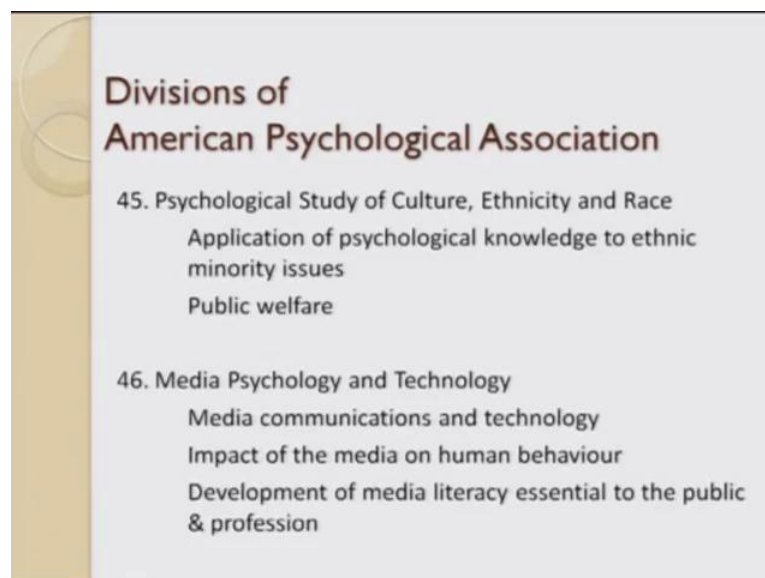 Divisions of
American Psychological Association
45. Psychological Study of Culture, Ethnicity and Race
Application of psychological knowledge to ethnic
minority issues
Public welfare
46. Media Psychology and Technology
Media communications and technology
Impact of the media on human behaviour
Development of media literacy essential to the public
& profession